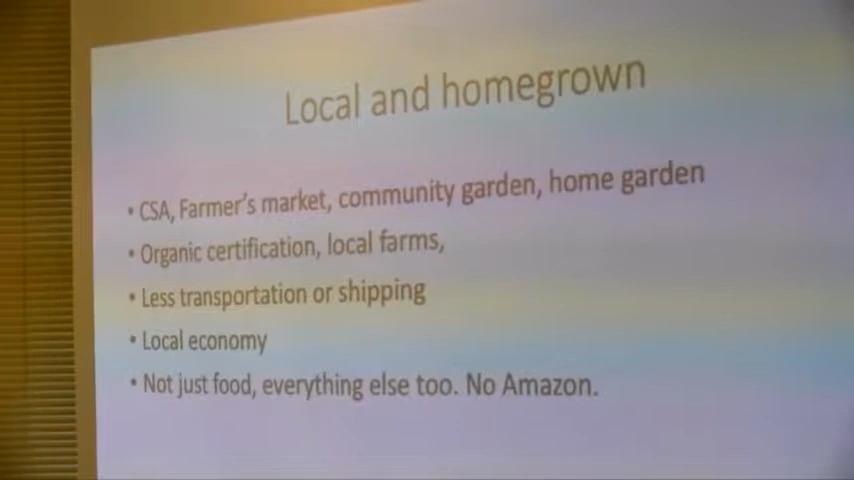 Local and homegrown
• CSA, Farmer's market, community garden, home garden
• Organic certification, local farms,
• Less transportation or shipping
• Local economy
• Not just food, everything else too. No Amazon.